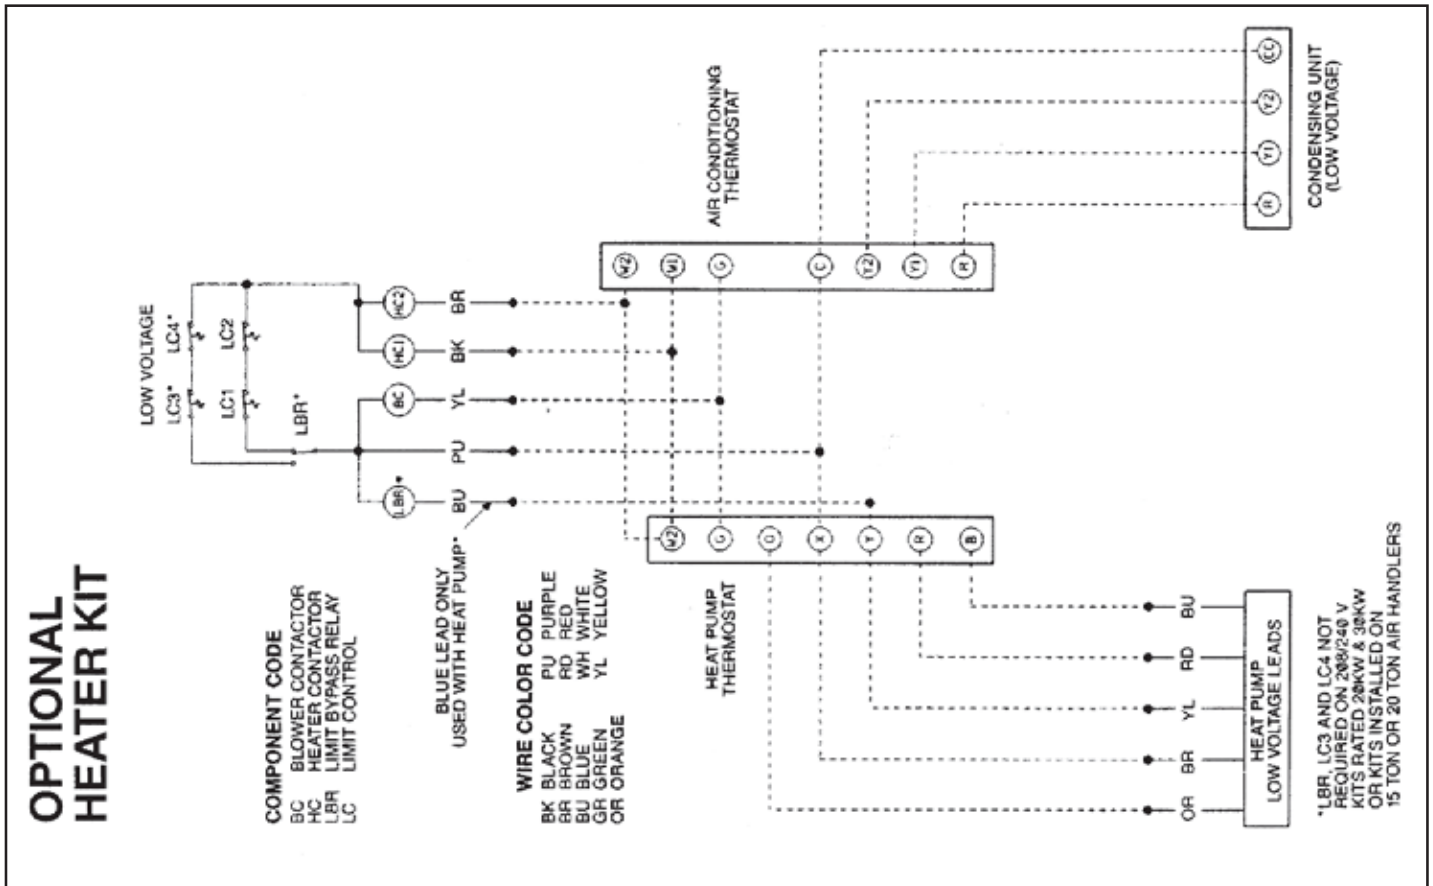 OPTIONAL
HEATER KIT
COMPONENT CODE
BC BLOWER CONTACTOR
HC HEATER CONTACTOR
LBR LIMIT BYPASS RELAY
LC LIMIT CONTROL
LOW VOLTAGE
LC3*
LC4*
LC1
LC2
LBR*
LBR*
BC
HC1
HC2
BU
PU
YL
BK
BR
BLUE LEAD ONLY
USED WITH HEAT PUMP*
WIRE COLOR CODE
BK BLACK PU PURPLE
BR BROWN RD RED
BU BLUE WH WHITE
GR GREEN YL YELLOW
OR ORANGE
HEAT PUMP
THERMOSTAT
W2
G
O
X
Y
R
B
AIR CONDITIONING
THERMOSTAT
W2
W1
G
C
Y2
Y1
R
OR
BR
YL
RD
BU
HEAT PUMP
LOW VOLTAGE LEADS
R
Y1
Y2
CC
CONDENSING UNIT
(LOW VOLTAGE)
*LBR, LC3 AND LC4 NOT
REQUIRED ON 208/240 V
KITS RATED 20KW & 30KW
OR KITS INSTALLED ON
15 TON OR 20 TON AIR HANDLERS